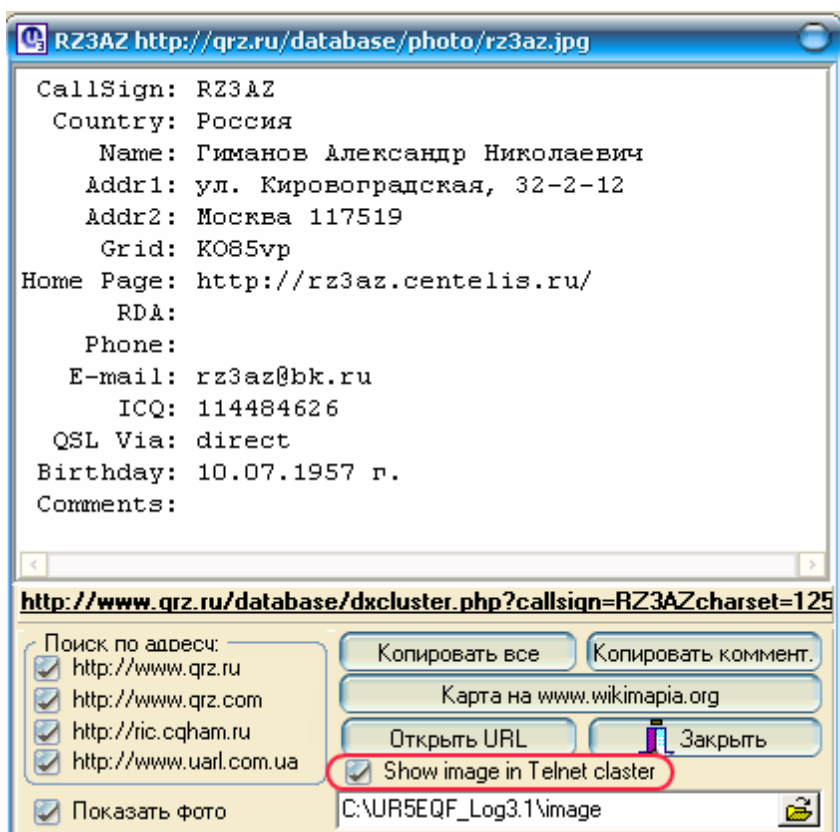 RZ3AZ http://qrz.ru/database/photo/rz3az.jpg
CallSign: RZ3AZ
Country: Россия
Name: Гиманов Александр Николаевич
Addr1: ул. Кировоградская, 32-2-12
Addr2: Москва 117519
Grid: KO85vp
Home Page: http://rz3az.centelis.ru/
RDA:
Phone:
E-mail: rz3az@bk.ru
ICQ: 114484626
QSL Via: direct
Birthday: 10.07.1957 г.
Comments:
http://www.qrz.ru/database/dxcluster.php?callsign=RZ3AZcharset=125
Поиск по адресу:
http://www.qrz.ru
http://www.qrz.com
http://ric.cqham.ru
http://www.uarl.com.ua
Копировать все
Копировать коммент.
Карта на www.wikimapia.org
Открыть URL
Закрыть
Show image in Telnet claster
Показать фото
C:\UR5EQF_Log3.1\image